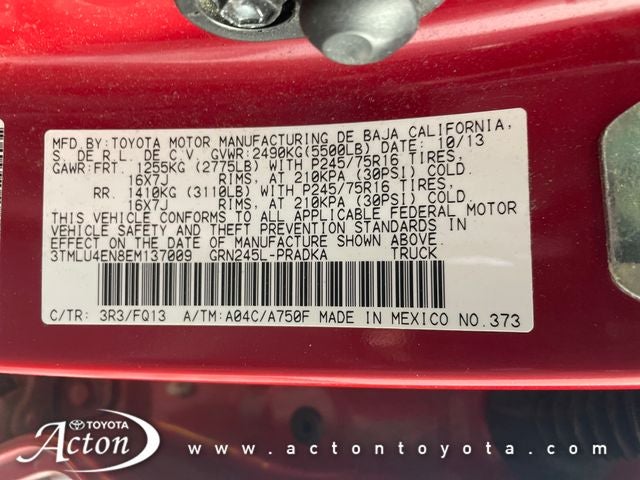 MFD.BY:TOYOTA MOTOR MANUFACTURING DE BAJA CALIFORNIA,
S. DE R.L. DE C.V. GVWR:2490KG(5500LB) DATE: 10/13
GAWR:FRT. 1255KG (2775LB) WITH P245/75R16 TIRES,
16X7J RIMS, AT 210KPA (30PSI) COLD.
RR. 1410KG (3110LB) WITH P245/75R16 TIRES,
16X7J RIMS, AT 210KPA (30PSI) COLD.
THIS VEHICLE CONFORMS TO ALL APPLICABLE FEDERAL MOTOR
VEHICLE SAFETY AND THEFT PREVENTION STANDARDS IN
EFFECT ON THE DATE OF MANUFACTURE SHOWN ABOVE.
3TMLU4EN8EM137009 GRN245L-PRADKA TRUCK
C/TR: 3R3/FQ13 A/TM:A04C/A750F MADE IN MEXICO NO.373
TOYOTA
Acton
www.actontoyota.com